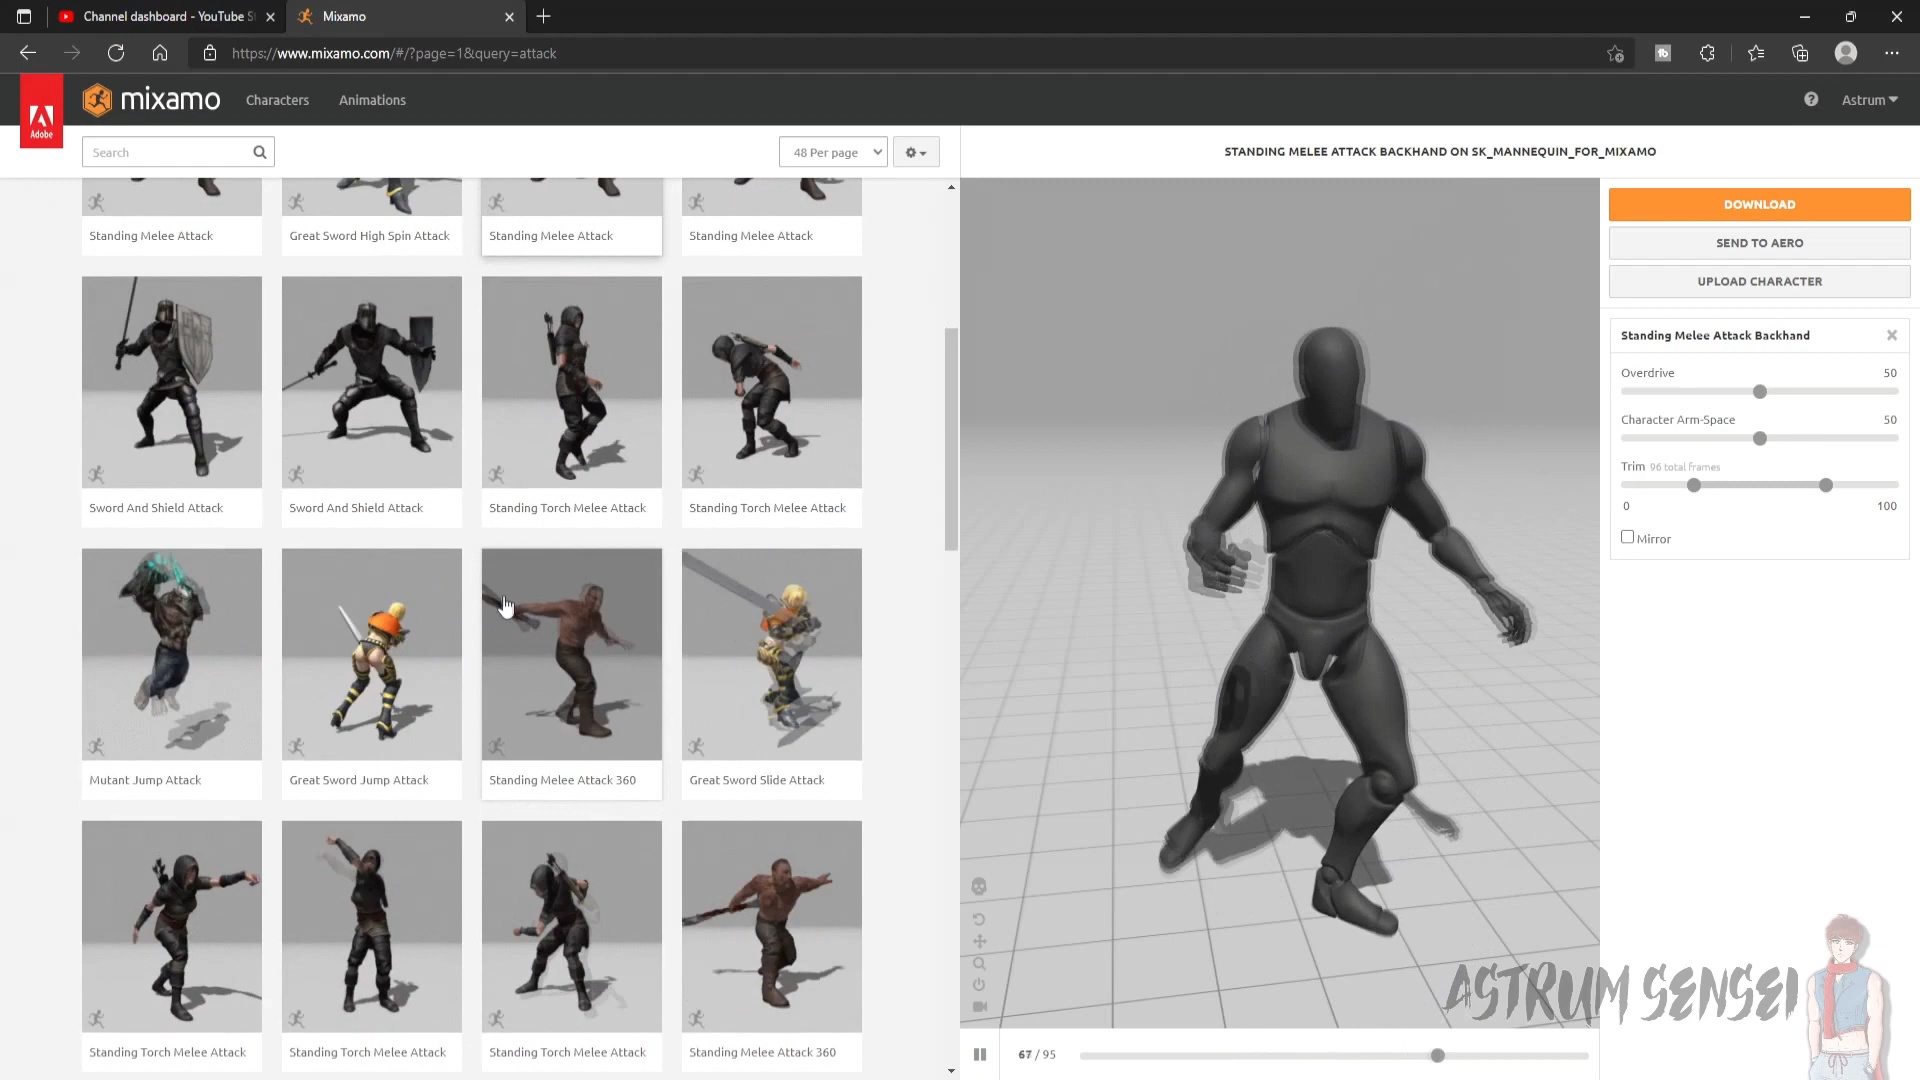 Channel dashboard - YouTube S
Mixamo
https://www.mixamo.com/#/?page=1&query=attack
Adobe
mixamo
Characters
Animations
Astrum
Search
48 Per page
STANDING MELEE ATTACK BACKHAND ON SK_MANNEQUIN_FOR_MIXAMO
Standing Melee Attack
Great Sword High Spin Attack
Standing Melee Attack
Standing Melee Attack
DOWNLOAD
SEND TO AERO
UPLOAD CHARACTER
Standing Melee Attack Backhand
Overdrive 50
Character Arm-Space 50
Trim 96 total frames
0 100
Mirror
Sword And Shield Attack
Sword And Shield Attack
Standing Torch Melee Attack
Standing Torch Melee Attack
Mutant Jump Attack
Great Sword Jump Attack
Standing Melee Attack 360
Great Sword Slide Attack
Standing Torch Melee Attack
Standing Torch Melee Attack
Standing Torch Melee Attack
Standing Melee Attack 360
67 / 95
ASTRUM SENSEI